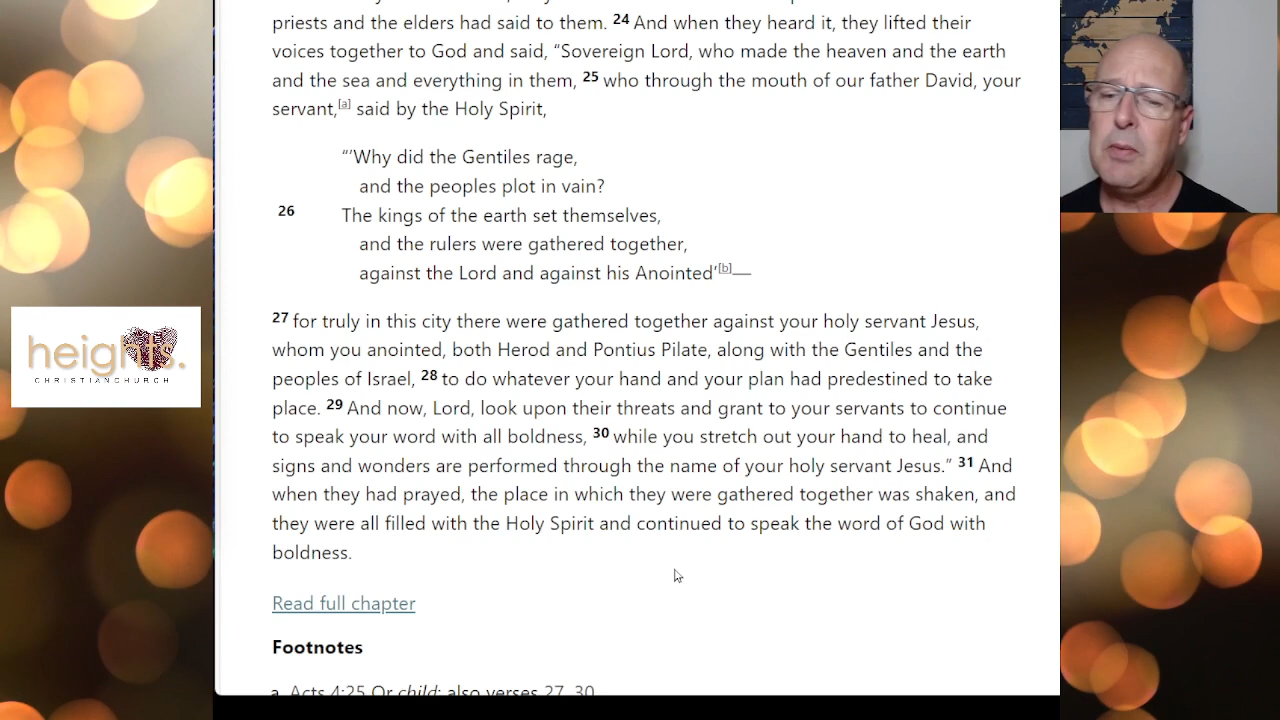 priests and the elders had said to them. 24 And when they heard it, they lifted their
voices together to God and said, “Sovereign Lord, who made the heaven and the earth
and the sea and everything in them, 25 who through the mouth of our father David, your
servant,[a] said by the Holy Spirit,
“‘Why did the Gentiles rage,
and the peoples plot in vain?
26 The kings of the earth set themselves,
and the rulers were gathered together,
against the Lord and against his Anointed’[b]—
27 for truly in this city there were gathered together against your holy servant Jesus,
whom you anointed, both Herod and Pontius Pilate, along with the Gentiles and the
peoples of Israel, 28 to do whatever your hand and your plan had predestined to take
place. 29 And now, Lord, look upon their threats and grant to your servants to continue
to speak your word with all boldness, 30 while you stretch out your hand to heal, and
signs and wonders are performed through the name of your holy servant Jesus.” 31 And
when they had prayed, the place in which they were gathered together was shaken, and
they were all filled with the Holy Spirit and continued to speak the word of God with
boldness.
Read full chapter
Footnotes
a. Acts 4:25 Or child; also verses 27, 30
heights.
CHRISTIANCHURCH